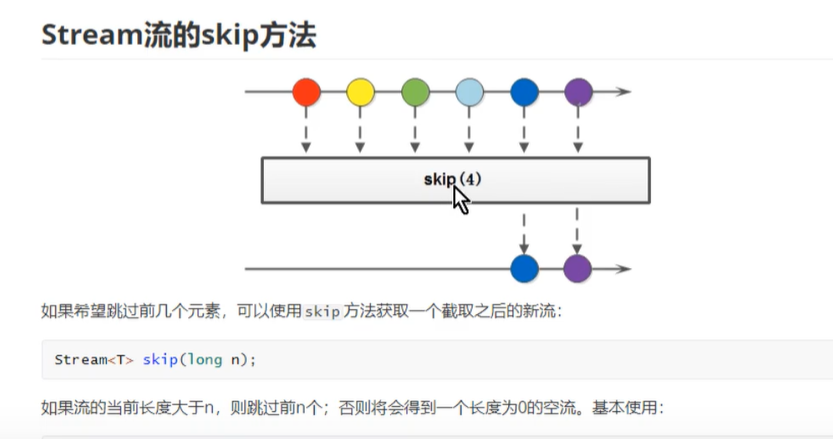 Stream流的skip方法
skip(4)
如果希望跳过前几个元素，可以使用skip方法获取一个截取之后的新流：
Stream<T> skip(long n);
如果流的当前长度大于n，则跳过前n个；否则将会得到一个长度为0的空流。基本使用：